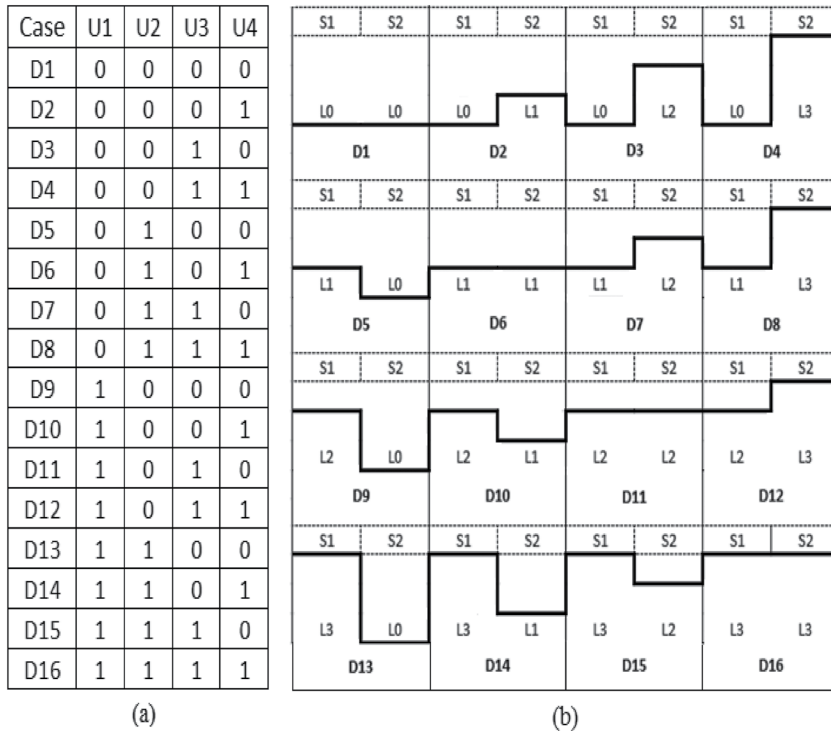 Case U1 U2 U3 U4
D1 0 0 0 0
D2 0 0 0 1
D3 0 0 1 0
D4 0 0 1 1
D5 0 1 0 0
D6 0 1 0 1
D7 0 1 1 0
D8 0 1 1 1
D9 1 0 0 0
D10 1 0 0 1
D11 1 0 1 0
D12 1 0 1 1
D13 1 1 0 0
D14 1 1 0 1
D15 1 1 1 0
D16 1 1 1 1
(a)
S1 S2 S1 S2 S1 S2 S1 S2
L0 L0 L0 L1 L0 L2 L0 L3
D1 D2 D3 D4
S1 S2 S1 S2 S1 S2 S1 S2
L1 L0 L1 L1 L1 L2 L1 L3
D5 D6 D7 D8
S1 S2 S1 S2 S1 S2 S1 S2
L2 L0 L2 L1 L2 L2 L2 L3
D9 D10 D11 D12
S1 S2 S1 S2 S1 S2 S1 S2
L3 L0 L3 L1 L3 L2 L3 L3
D13 D14 D15 D16
(b)